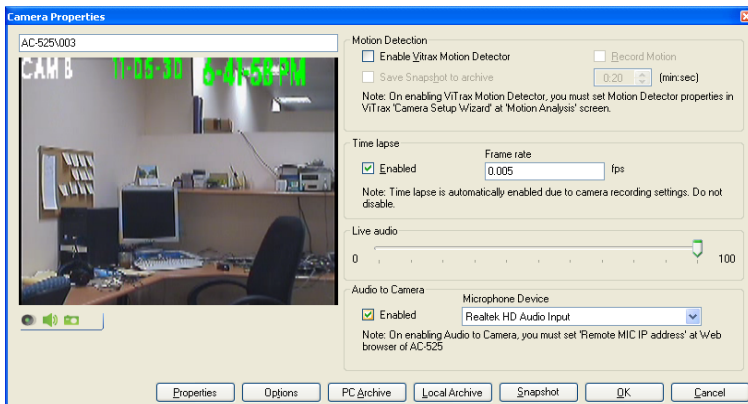 Camera Properties
AC-525\003
CAM B 11-05-30 6-41-58 PM
Motion Detection
Enable Vitrax Motion Detector
Record Motion
Save Snapshot to archive
0:20 (min:sec)
Note: On enabling ViTrax Motion Detector, you must set Motion Detector properties in
ViTrax 'Camera Setup Wizard' at 'Motion Analysis' screen.
Time lapse
Frame rate
Enabled
0.005
fps
Note: Time lapse is automatically enabled due to camera recording settings. Do not
disable.
Live audio
0
100
Audio to Camera
Microphone Device
Enabled
Realtek HD Audio Input
Note: On enabling Audio to Camera, you must set 'Remote MIC IP address' at Web
browser of AC-525
Properties
Options
PC Archive
Local Archive
Snapshot
OK
Cancel